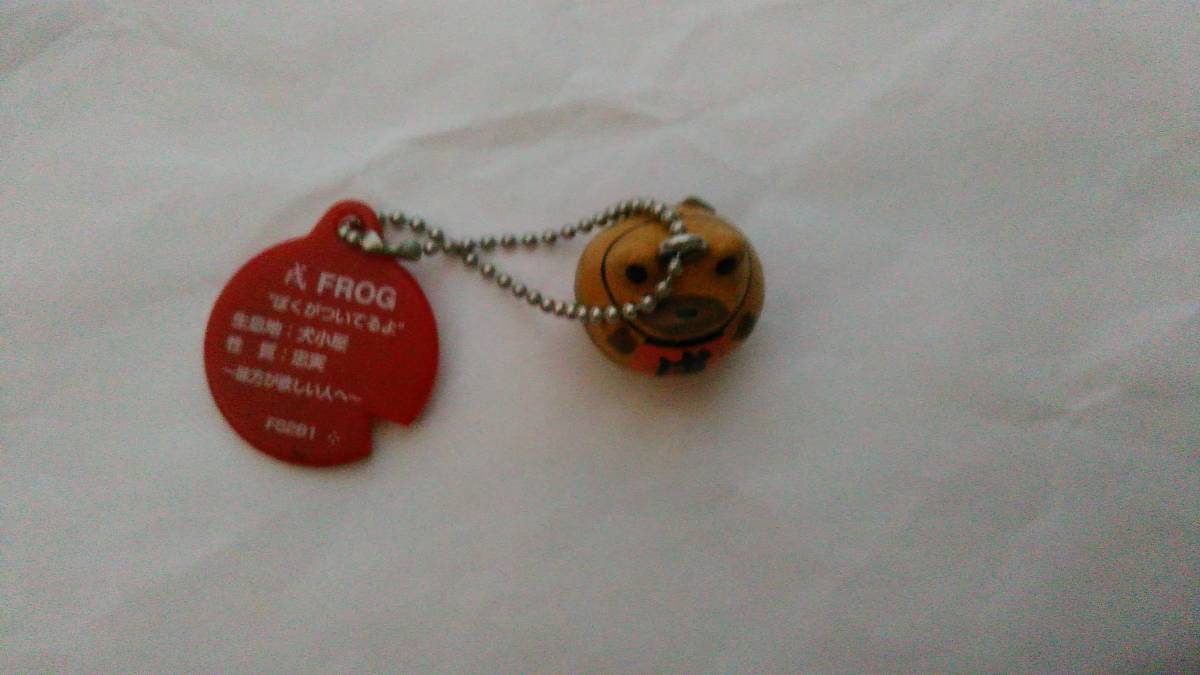 戌 FROG
"ぼくがついてるよ"
生息地：犬小屋
性　質：忠実
〜味方が欲しい人へ〜
FG281